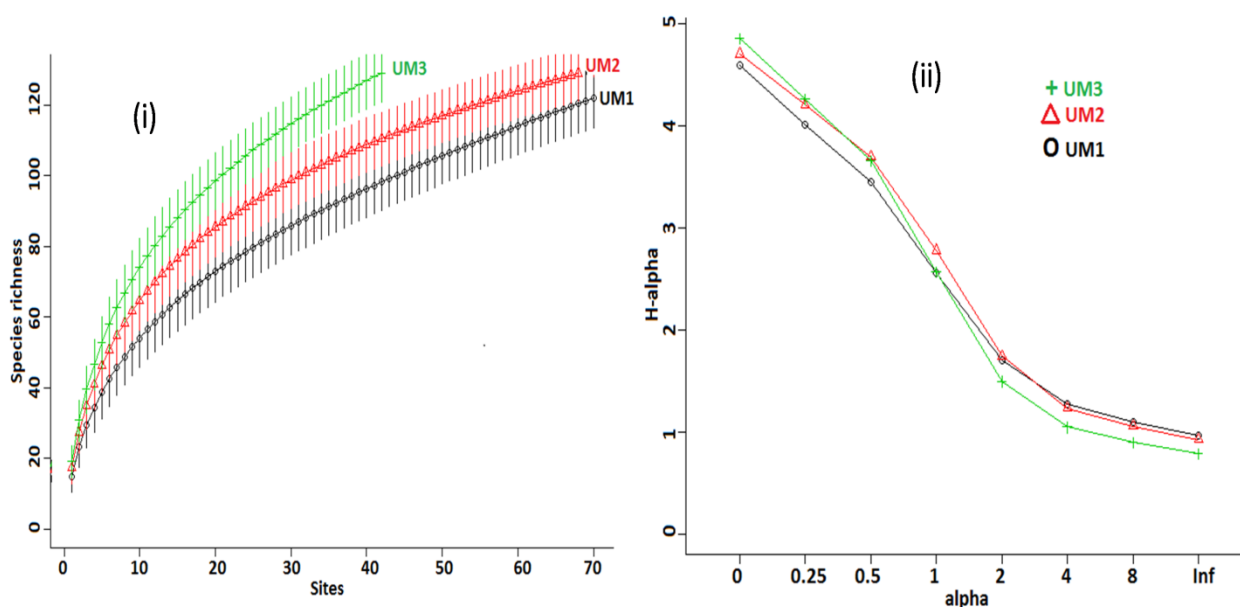 (i)
UM3
UM2
UM1
Species richness
0
20
40
60
80
100
120
0 10 20 30 40 50 60 70
Sites
(ii)
UM3
UM2
UM1
H-alpha
5
4
3
2
1
0
0 0.25 0.5 1 2 4 8 Inf
alpha